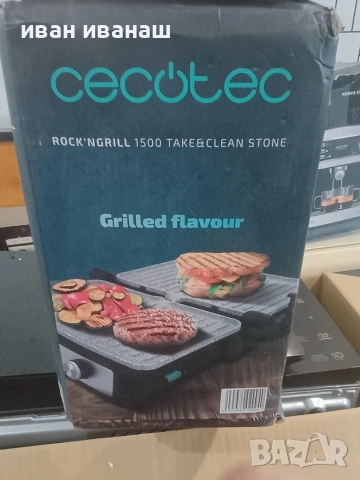 иван иванаш
cecotec
ROCK'NGRILL 1500 TAKE&CLEAN STONE
Grilled flavour
BAZAR